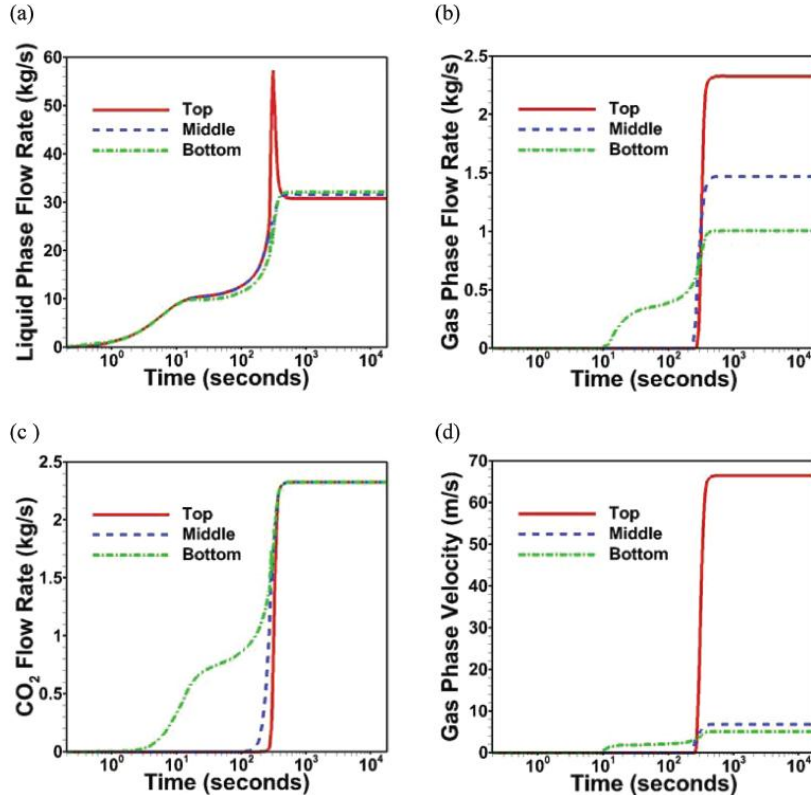 (a)
Liquid Phase Flow Rate (kg/s)
60
50
40
30
20
10
0
Top
Middle
Bottom
10^0
10^1
10^2
10^3
10^4
Time (seconds)
(b)
Gas Phase Flow Rate (kg/s)
2.5
2
1.5
1
0.5
0
Top
Middle
Bottom
10^0
10^1
10^2
10^3
10^4
Time (seconds)
(c )
CO₂ Flow Rate (kg/s)
2.5
2
1.5
1
0.5
0
Top
Middle
Bottom
10^0
10^1
10^2
10^3
10^4
Time (seconds)
(d)
Gas Phase Velocity (m/s)
70
60
50
40
30
20
10
0
Top
Middle
Bottom
10^0
10^1
10^2
10^3
10^4
Time (seconds)